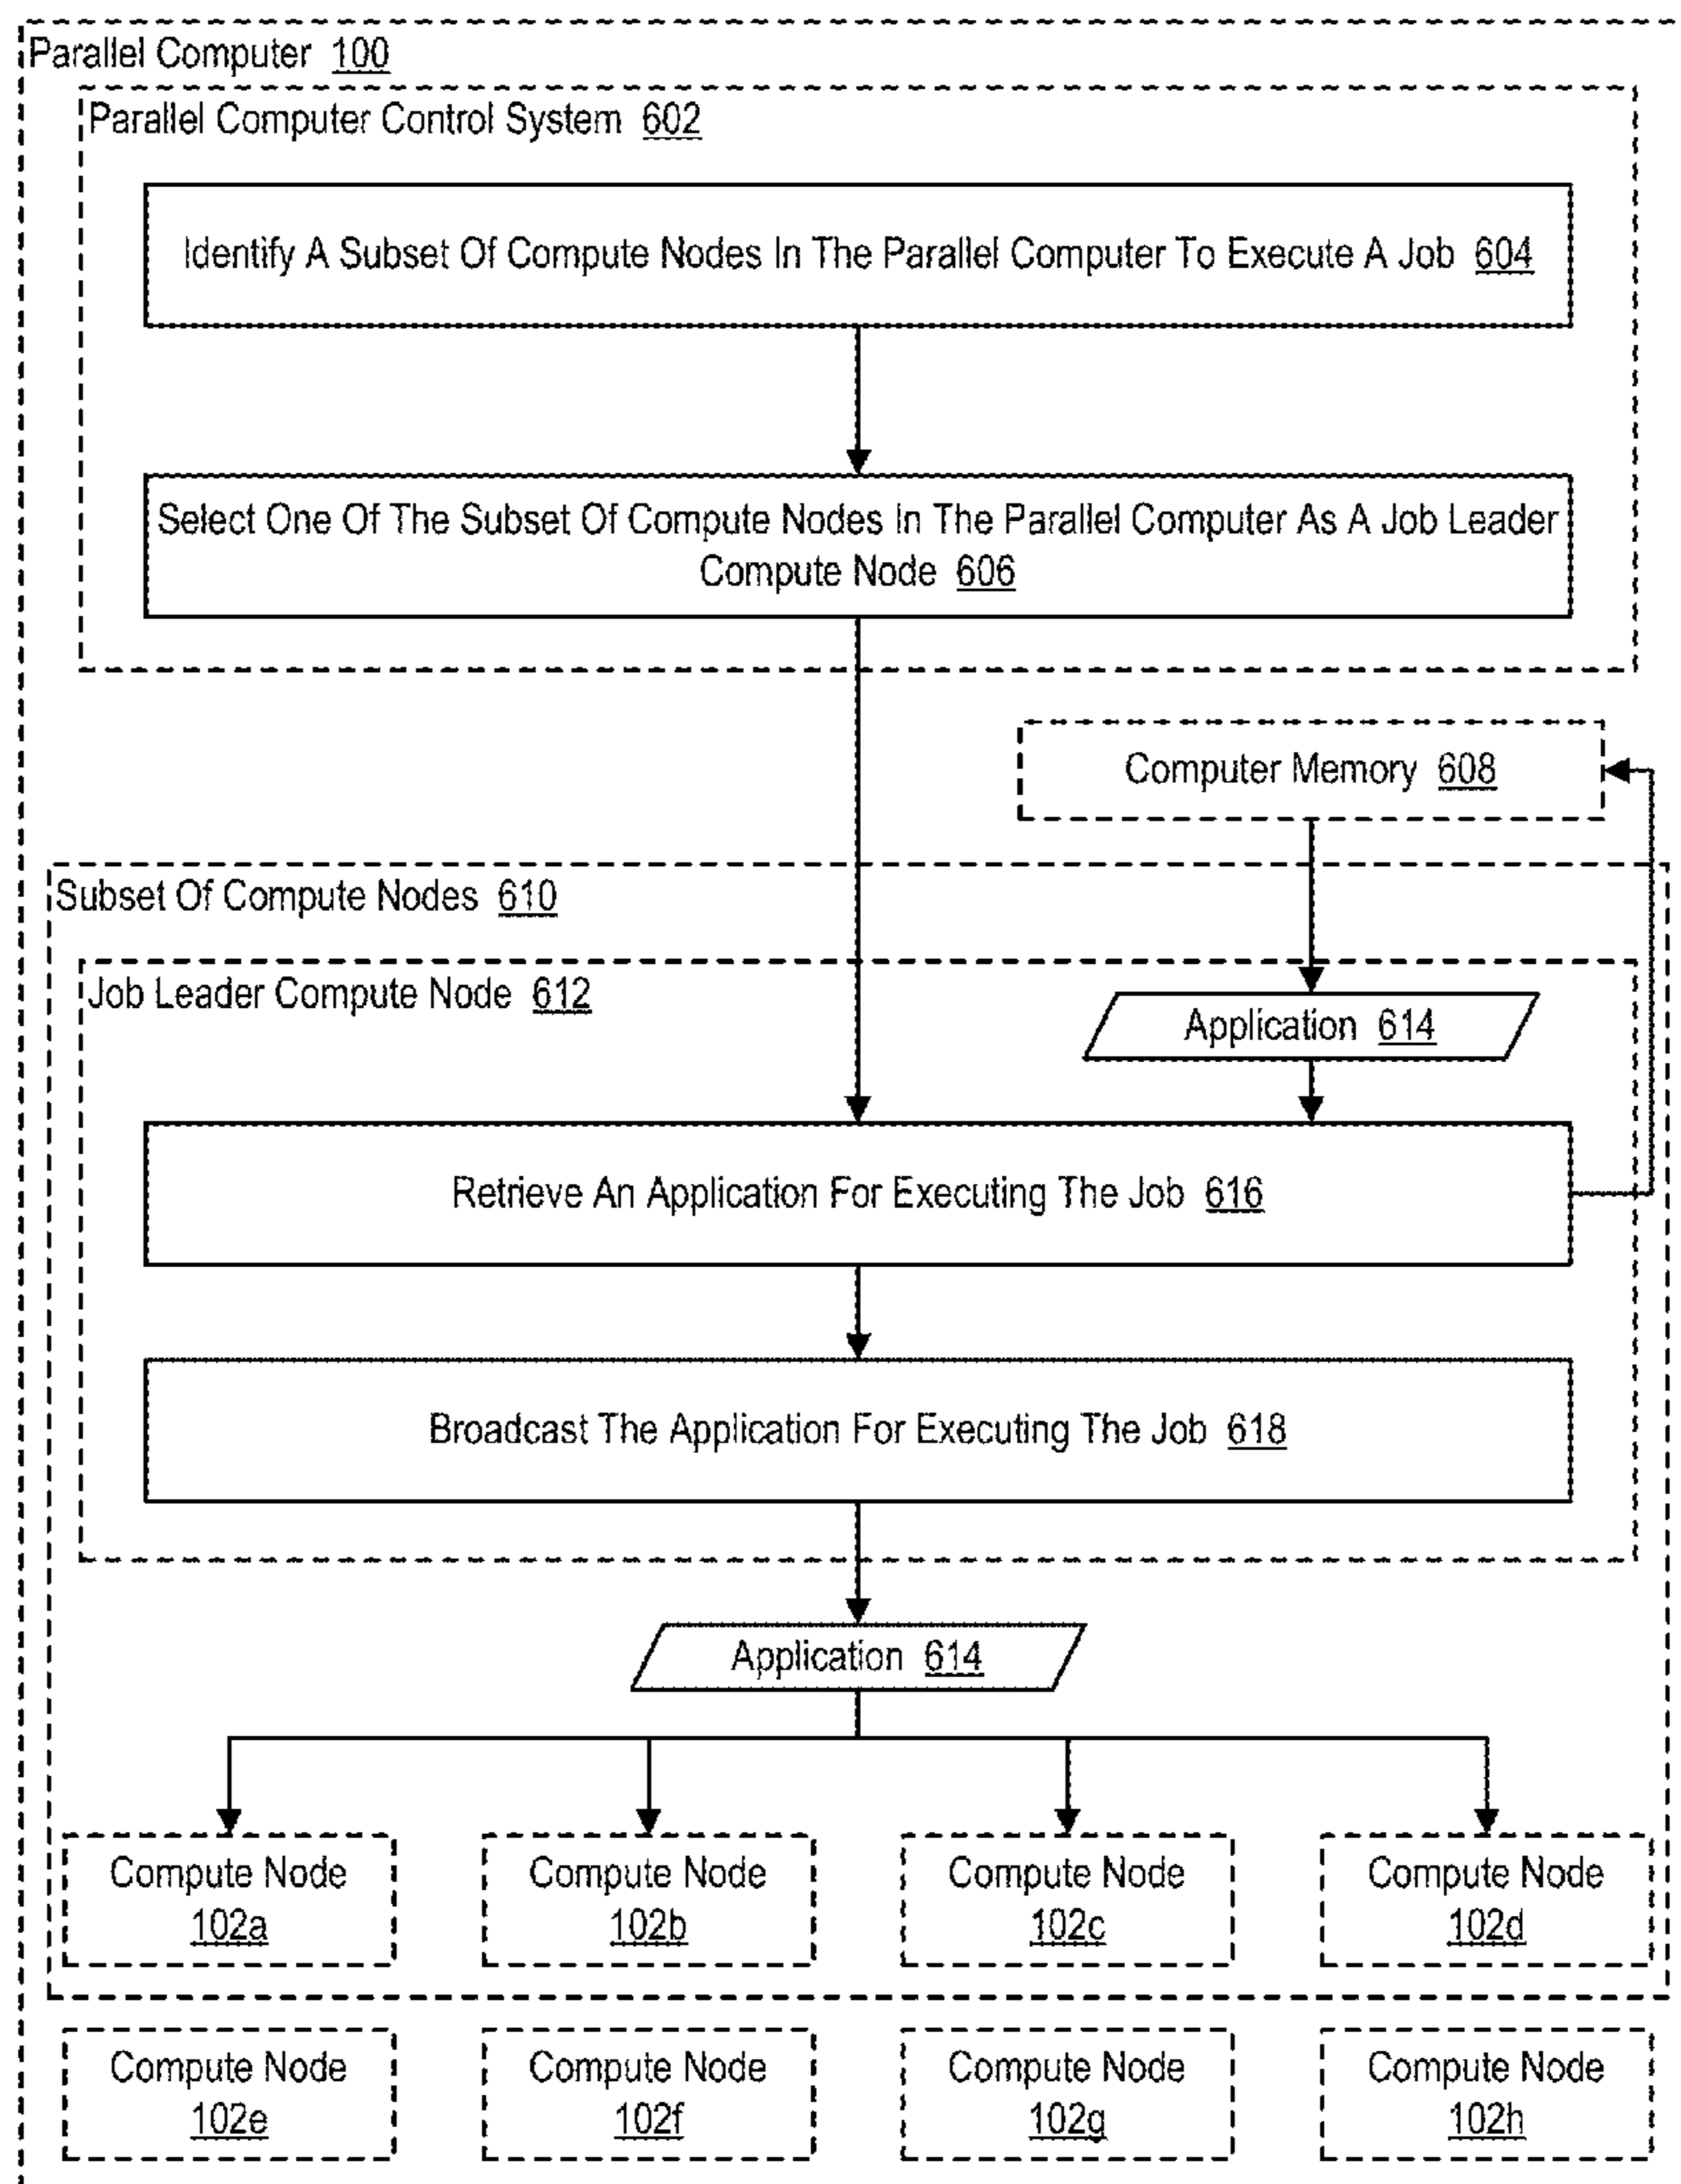 Parallel Computer 100
Parallel Computer Control System 602
Identify A Subset Of Compute Nodes In The Parallel Computer To Execute A Job 604
Select One Of The Subset Of Compute Nodes In The Parallel Computer As A Job Leader
Compute Node 606
Computer Memory 608
Subset Of Compute Nodes 610
Job Leader Compute Node 612
Application 614
Retrieve An Application For Executing The Job 616
Broadcast The Application For Executing The Job 618
Application 614
Compute Node
102a
Compute Node
102b
Compute Node
102c
Compute Node
102d
Compute Node
102e
Compute Node
102f
Compute Node
102g
Compute Node
102h